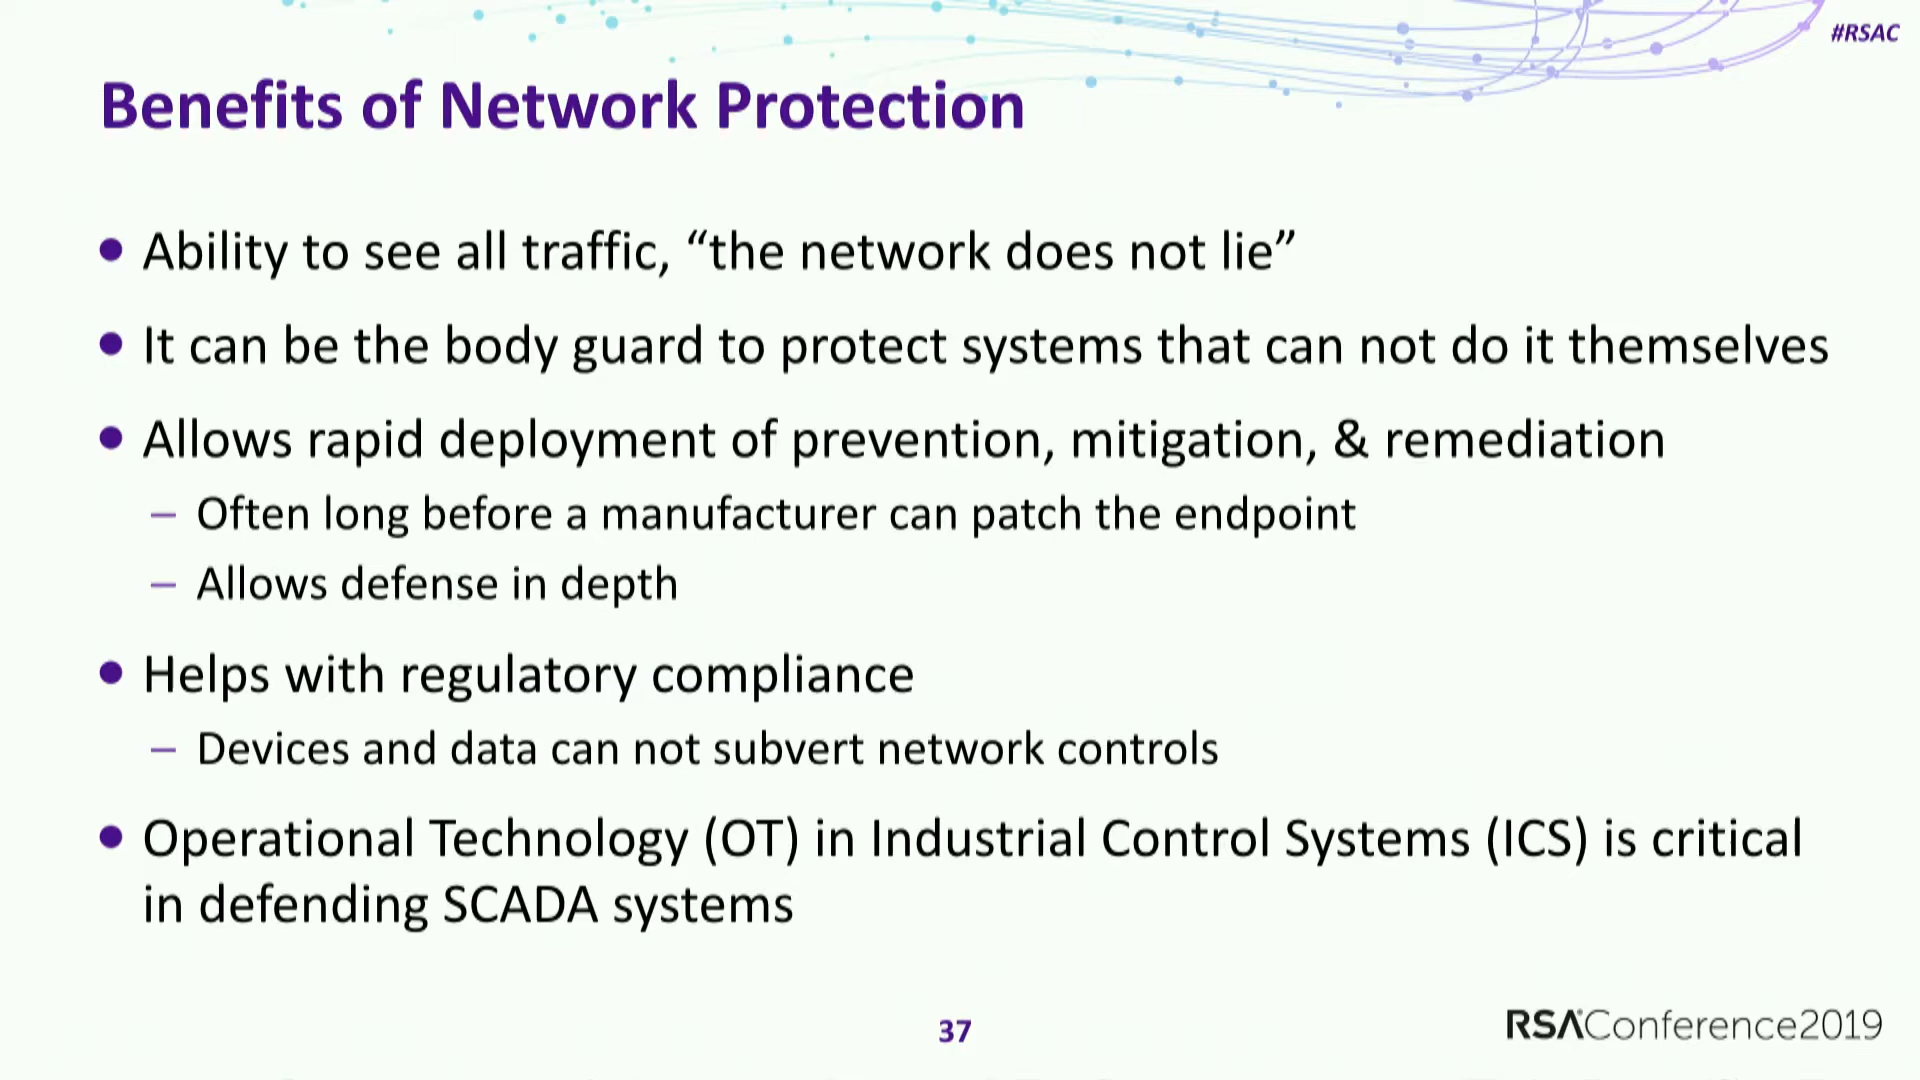 #RSAC
Benefits of Network Protection
• Ability to see all traffic, “the network does not lie”
• It can be the body guard to protect systems that can not do it themselves
• Allows rapid deployment of prevention, mitigation, & remediation
– Often long before a manufacturer can patch the endpoint
– Allows defense in depth
• Helps with regulatory compliance
– Devices and data can not subvert network controls
• Operational Technology (OT) in Industrial Control Systems (ICS) is critical
in defending SCADA systems
37
RSAConference2019